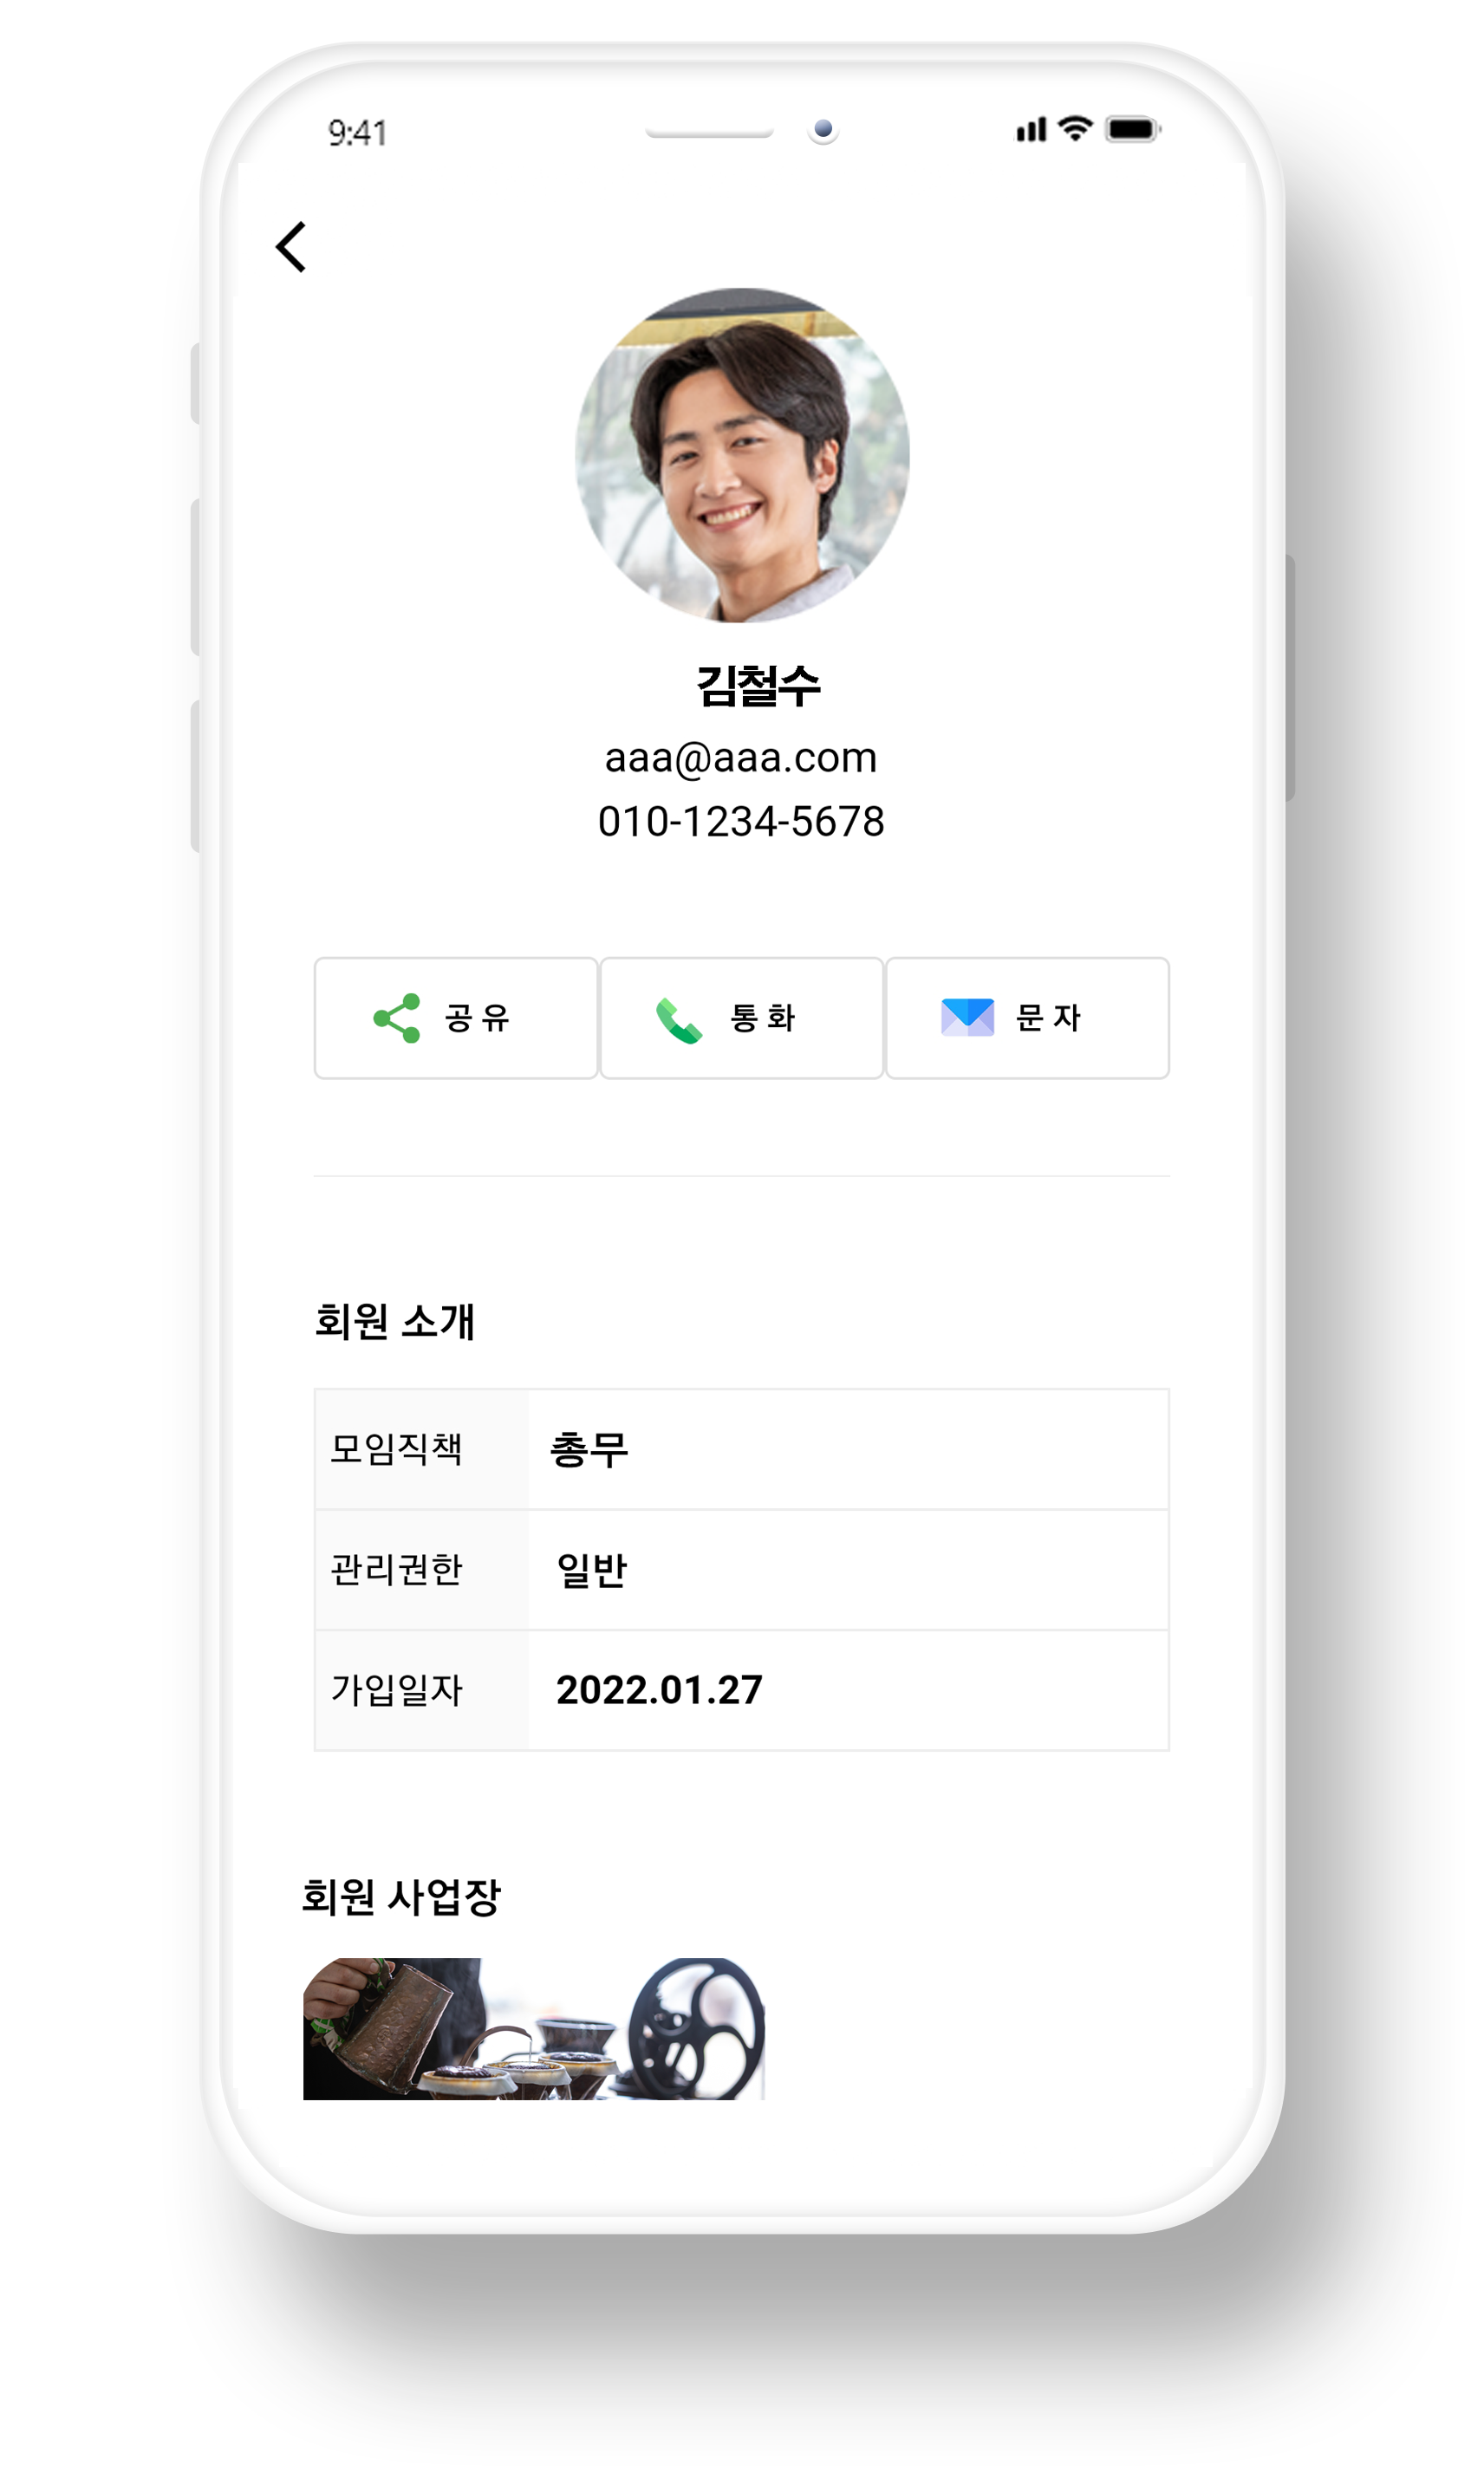 9:41
김철수
aaa@aaa.com
010-1234-5678
공 유
통 화
문 자
회원 소개
모임직책 총무
관리권한 일반
가입일자 2022.01.27
회원 사업장